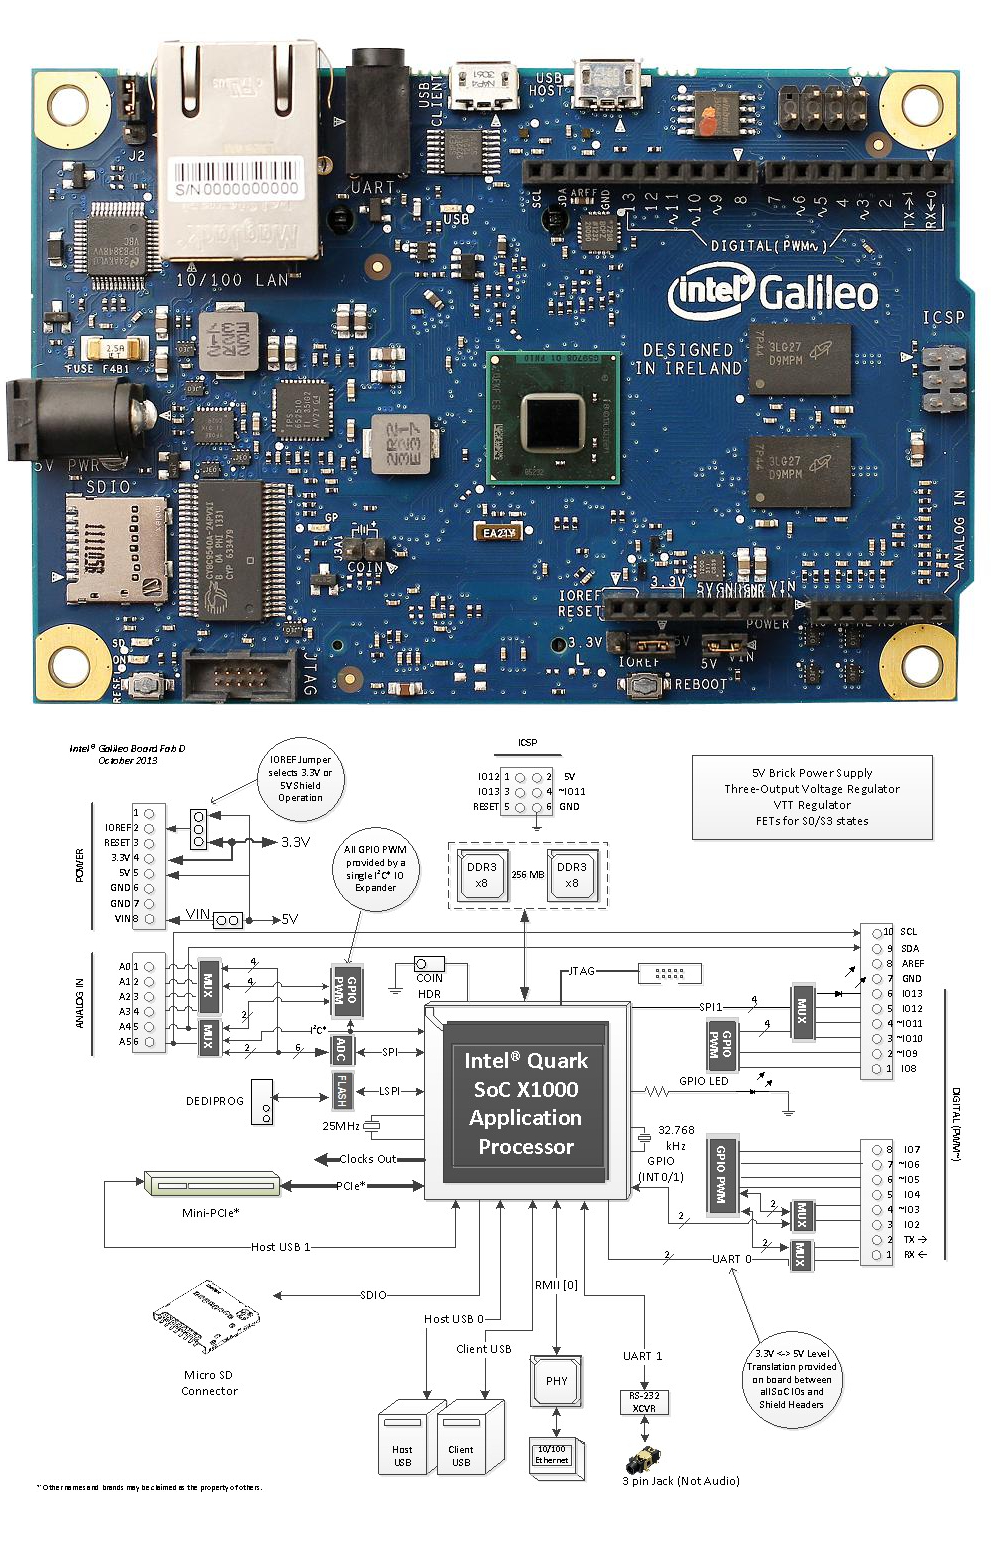 J2
S/N 0000000000
10/100 LAN
UART
USB
CLIENT
USB
HOST
USB
SCL
SDA
AREF
GND
13
12
~11
~10
~9
8
7
~6
~5
4
~3
2
TX→1
RX←0
DIGITAL(PWM~)
intel Galileo
DESIGNED
IN IRELAND
ICSP
2.5A
FUSE F4B1
5V PWR
SDIO
7P44
3LG27
D9MPM
7P44
3LG27
D9MPM
EA21
GP
J3A1
COIN
CY8C9560A-24PVXI
ANALOG IN
IOREF
RESET
3.3V
5V
GND
VIN
POWER
3.3V
IOREF
5V
5V
VIN
L
REBOOT
JTAG
SD
ON
RESET
Intel® Galileo Board Fab D
October 2013
IOREF Jumper
selects 3.3V or
5V Shield
Operation
ICSP
IO12 1 2 5V
IO13 3 4 ~IO11
RESET 5 6 GND
5V Brick Power Supply
Three-Output Voltage Regulator
VTT Regulator
FETs for S0/S3 states
POWER
1
IOREF 2
RESET 3
3.3V 4
5V 5
GND 6
GND 7
VIN 8
3.3V
VIN
5V
All GPIO PWM
provided by a
single I²C* IO
Expander
DDR3
x8
256 MB
DDR3
x8
ANALOG IN
A0 1
A1 2
A2 3
A3 4
A4 5
A5 6
MUX
MUX
4
4
2
2
6
GPIO
PWM
I²C*
ADC
SPI
FLASH
LSPI
DEDIPROG
25MHz
COIN
HDR
JTAG
Intel® Quark
SoC X1000
Application
Processor
10 SCL
9 SDA
8 AREF
7 GND
6 IO13
5 IO12
4 ~IO11
3 ~IO10
2 ~IO9
1 IO8
SPI1
4
4
MUX
GPIO
PWM
GPIO LED
32.768
kHz
GPIO
(INT0/1)
GPIO PWM
2
2
2
2
MUX
MUX
UART 0
8 IO7
7 ~IO6
6 ~IO5
5 IO4
4 ~IO3
3 IO2
2 TX →
1 RX ←
DIGITAL (PWM~)
Clocks Out
PCIe*
Mini-PCIe*
Host USB 1
SDIO
Micro SD
Connector
Host USB 0
Client USB
RMII [0]
UART 1
PHY
RS-232
XCVR
Host
USB
Client
USB
10/100
Ethernet
3 pin Jack (Not Audio)
3.3V <-> 5V Level
Translation provided
on board between
all SoC IOs and
Shield Headers
* Other names and brands may be claimed as the property of others.